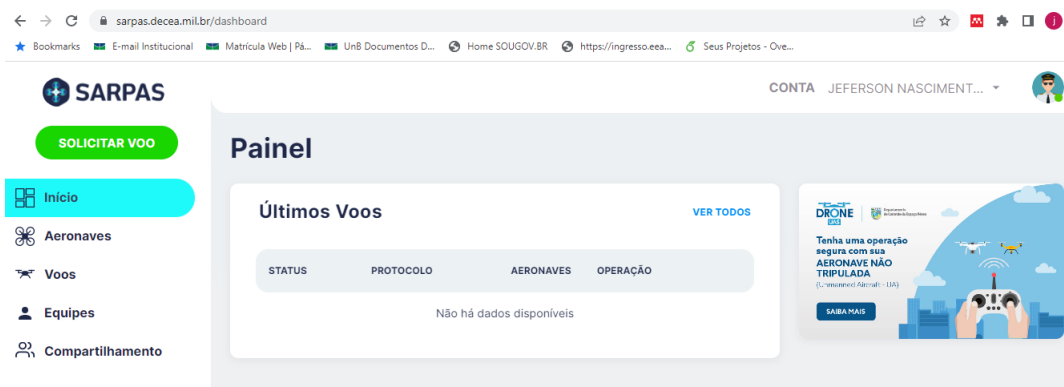 sarpas.decea.mil.br/dashboard
Bookmarks E-mail Institucional Matrícula Web | Pá... UnB Documentos D... Home SOUGOV.BR https://ingresso.eea... Seus Projetos - Ove...
SARPAS
CONTA JEFERSON NASCIMENT...
SOLICITAR VOO
Painel
Início
Aeronaves
Voos
Equipes
Compartilhamento
Últimos Voos
VER TODOS
STATUS PROTOCOLO AERONAVES OPERAÇÃO
Não há dados disponíveis
DRONE
UAS
Tenha uma operação
segura com sua
AERONAVE NÃO
TRIPULADA
(Unmanned Aircraft - UA)
SAIBA MAIS